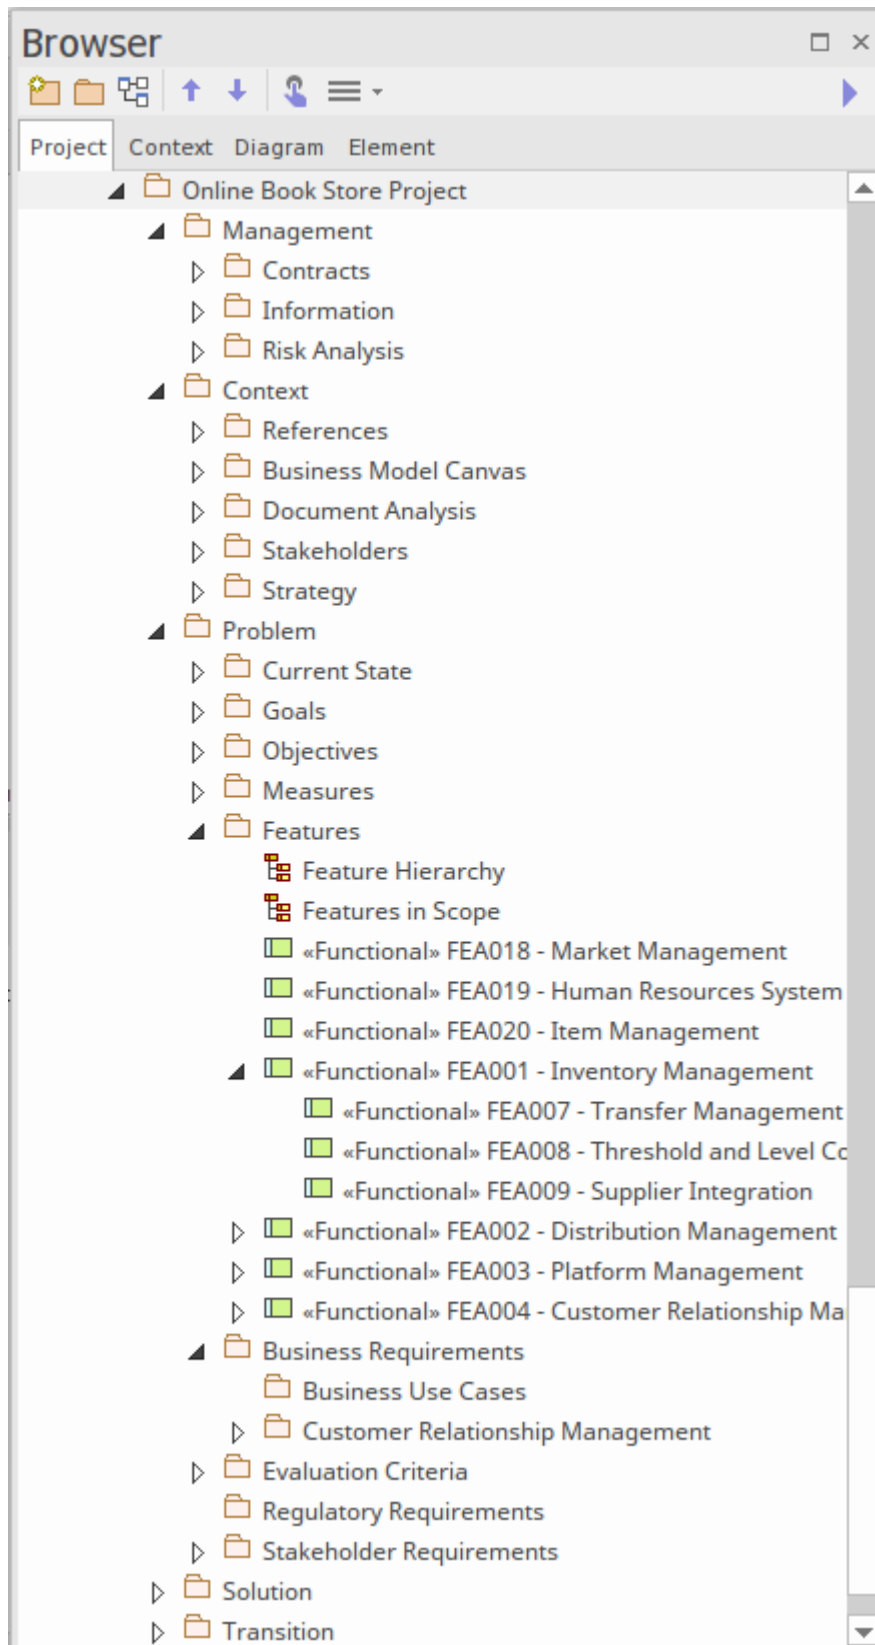 Browser
Project Context Diagram Element
Online Book Store Project
Management
Contracts
Information
Risk Analysis
Context
References
Business Model Canvas
Document Analysis
Stakeholders
Strategy
Problem
Current State
Goals
Objectives
Measures
Features
Feature Hierarchy
Features in Scope
«Functional» FEA018 - Market Management
«Functional» FEA019 - Human Resources System
«Functional» FEA020 - Item Management
«Functional» FEA001 - Inventory Management
«Functional» FEA007 - Transfer Management
«Functional» FEA008 - Threshold and Level Co
«Functional» FEA009 - Supplier Integration
«Functional» FEA002 - Distribution Management
«Functional» FEA003 - Platform Management
«Functional» FEA004 - Customer Relationship Ma
Business Requirements
Business Use Cases
Customer Relationship Management
Evaluation Criteria
Regulatory Requirements
Stakeholder Requirements
Solution
Transition